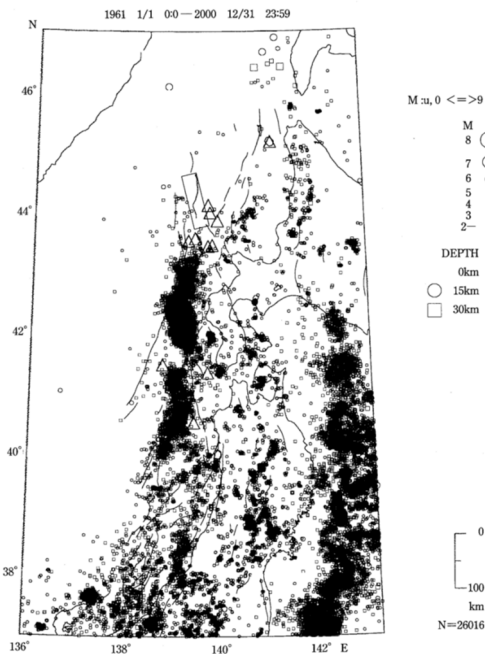 1961 1/1 0:0 — 2000 12/31 23:59
N
46°
M :u, 0 < = > 9
M
8
7
6
5
4
3
2—
44°
DEPTH
0km
15km
30km
42°
40°
0
38°
100
km
N=26016
136°
138°
140°
142° E